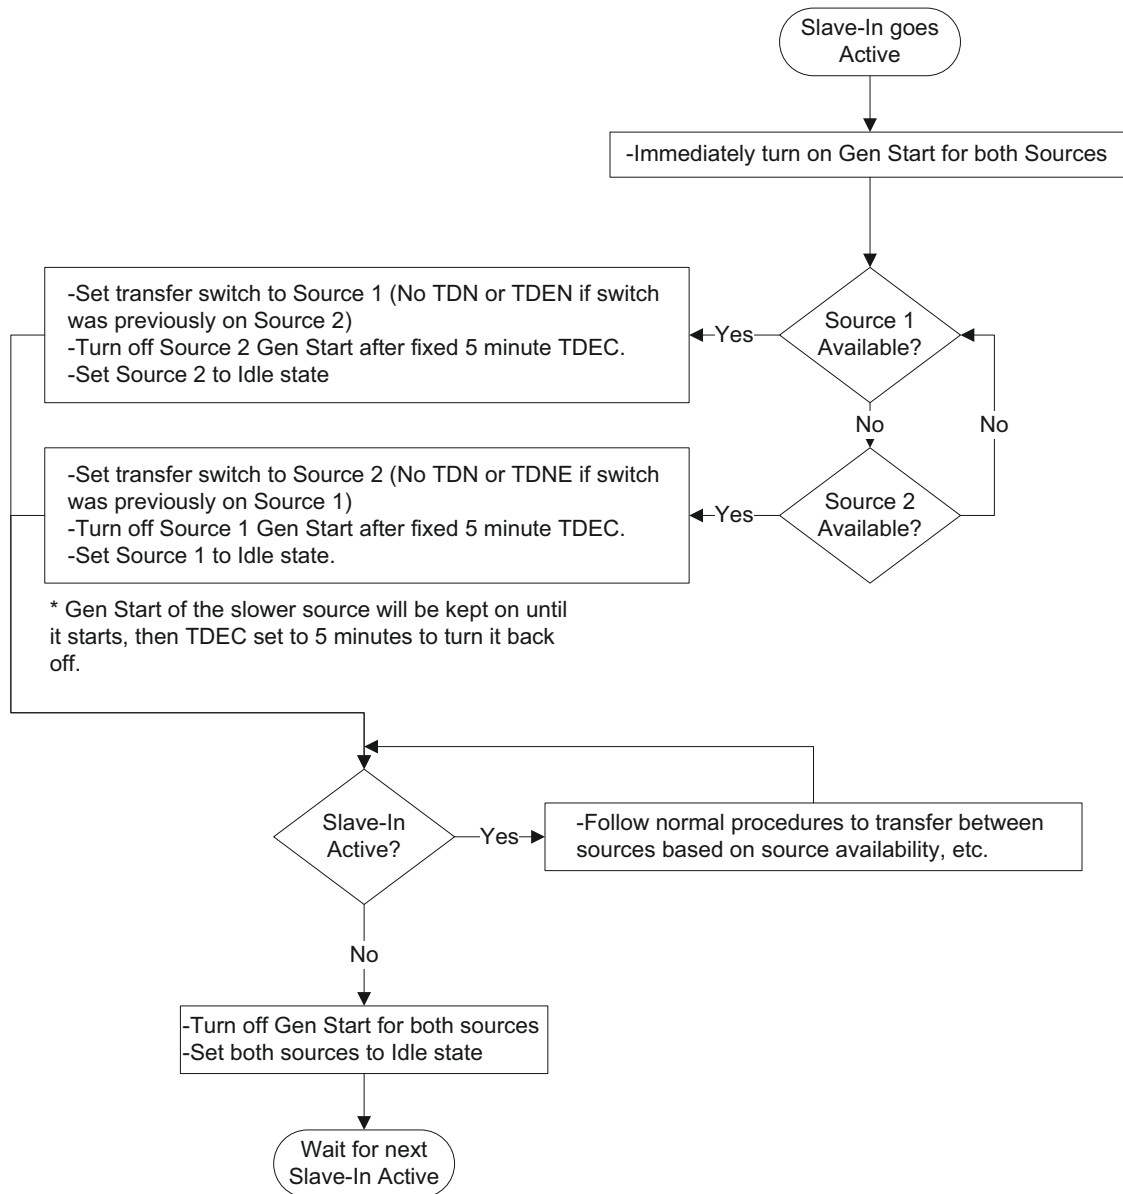 Slave-In goes
Active
-Immediately turn on Gen Start for both Sources
Source 1
Available?
Yes
-Set transfer switch to Source 1 (No TDN or TDEN if switch
was previously on Source 2)
-Turn off Source 2 Gen Start after fixed 5 minute TDEC.
-Set Source 2 to Idle state
No
No
Source 2
Available?
Yes
-Set transfer switch to Source 2 (No TDN or TDNE if switch
was previously on Source 1)
-Turn off Source 1 Gen Start after fixed 5 minute TDEC.
-Set Source 1 to Idle state.
* Gen Start of the slower source will be kept on until
it starts, then TDEC set to 5 minutes to turn it back
off.
Slave-In
Active?
Yes
-Follow normal procedures to transfer between
sources based on source availability, etc.
No
-Turn off Gen Start for both sources
-Set both sources to Idle state
Wait for next
Slave-In Active